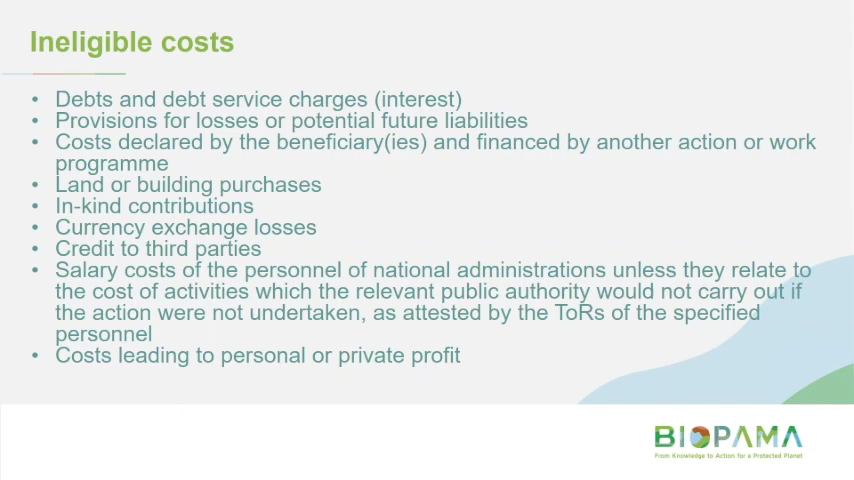 Ineligible costs
• Debts and debt service charges (interest)
• Provisions for losses or potential future liabilities
• Costs declared by the beneficiary(ies) and financed by another action or work
programme
• Land or building purchases
• In-kind contributions
• Currency exchange losses
• Credit to third parties
• Salary costs of the personnel of national administrations unless they relate to
the cost of activities which the relevant public authority would not carry out if
the action were not undertaken, as attested by the ToRs of the specified
personnel
• Costs leading to personal or private profit
BIOPAMA
From Knowledge to Action for a Protected Planet